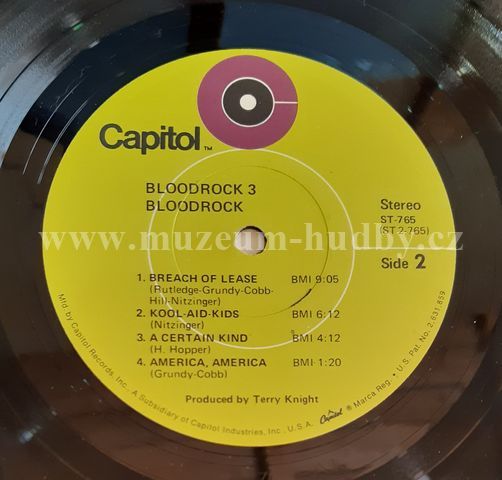 Capitol TM
BLOODROCK 3
BLOODROCK
Stereo
ST-765
(ST 2-765)
www.muzeum-hudby.cz
Side 2
1. BREACH OF LEASE BMI 9:05
(Rutledge-Grundy-Cobb-
Hill-Nitzinger)
2. KOOL-AID-KIDS BMI 6:12
(Nitzinger)
3. A CERTAIN KIND BMI 4:12
(H. Hopper)
4. AMERICA, AMERICA BMI 1:20
(Grundy-Cobb)
Produced by Terry Knight
Mfd. by Capitol Records, Inc. A Subsidiary of Capitol Industries, Inc., U.S.A. Capitol ® Marca Reg. • U.S. Pat. No. 2,631,859